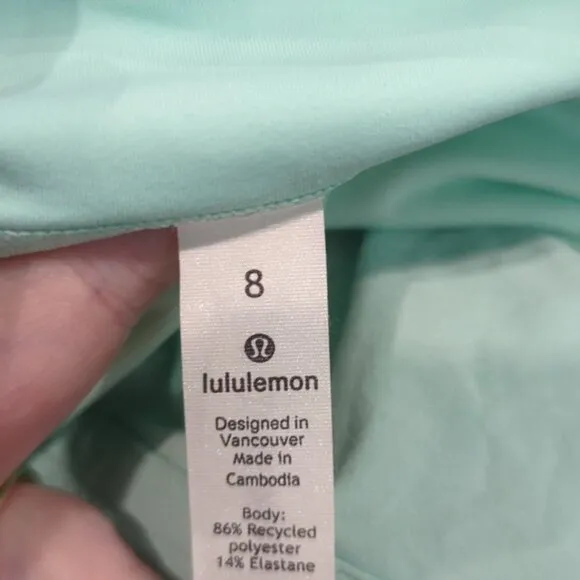 8
lululemon
Designed in
Vancouver
Made in
Cambodia
Body:
86% Recycled
polyester
14% Elastane